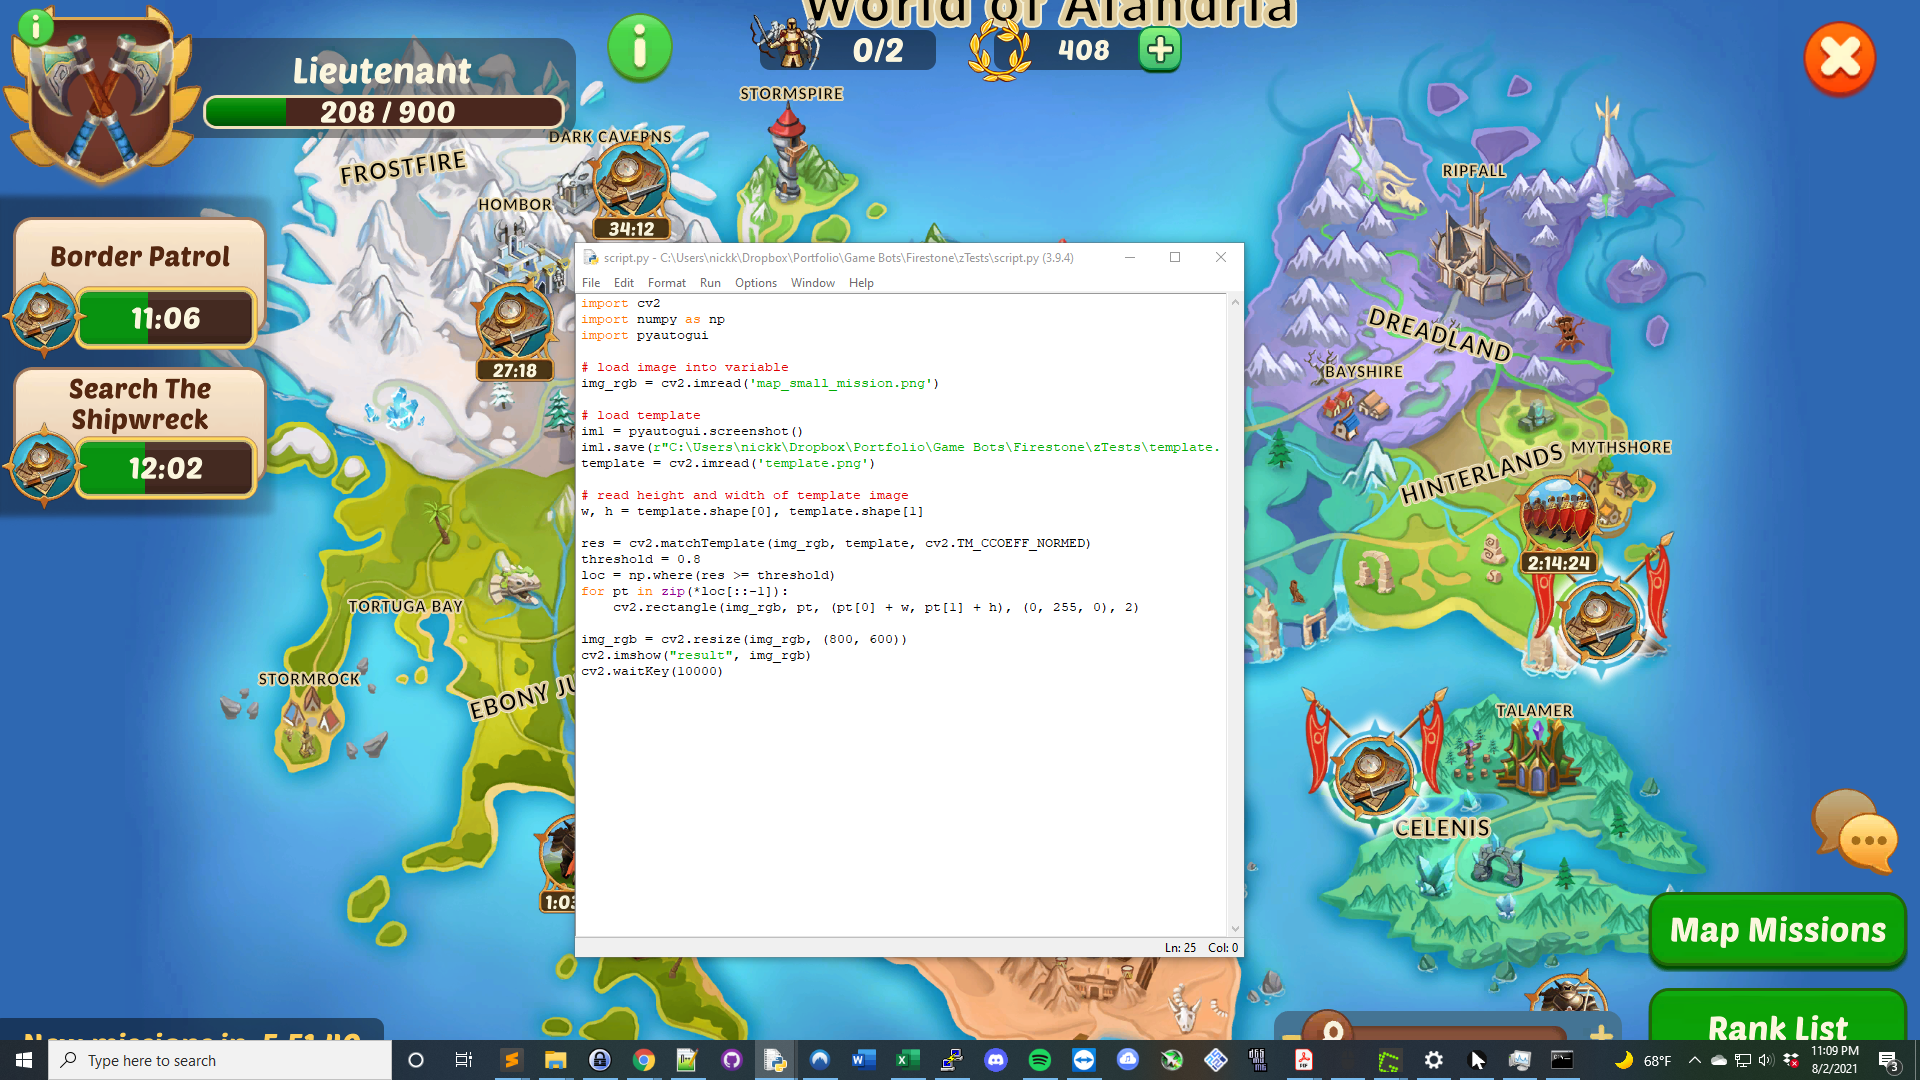 World of Alandria
Lieutenant
208 / 900
0/2
408
STORMSPIRE
DARK CAVERNS
FROSTFIRE
HOMBOR
34:12
RIPFALL
Border Patrol
11:06
27:18
Search The
Shipwreck
12:02
script.py - C:\Users\nickk\Dropbox\Portfolio\Game Bots\Firestone\zTests\script.py (3.9.4)
File Edit Format Run Options Window Help
import cv2
import numpy as np
import pyautogui
# load image into variable
img_rgb = cv2.imread('map_small_mission.png')
# load template
im1 = pyautogui.screenshot()
im1.save(r"C:\Users\nickk\Dropbox\Portfolio\Game Bots\Firestone\zTests\template.
template = cv2.imread('template.png')
# read height and width of template image
w, h = template.shape[0], template.shape[1]
res = cv2.matchTemplate(img_rgb, template, cv2.TM_CCOEFF_NORMED)
threshold = 0.8
loc = np.where(res >= threshold)
for pt in zip(*loc[::-1]):
cv2.rectangle(img_rgb, pt, (pt[0] + w, pt[1] + h), (0, 255, 0), 2)
img_rgb = cv2.resize(img_rgb, (800, 600))
cv2.imshow("result", img_rgb)
cv2.waitKey(10000)
Ln: 25 Col: 0
DREADLAND
BAYSHIRE
HINTERLANDS
MYTHSHORE
2:14:24
TORTUGA BAY
STORMROCK
EBONY JU
TALAMER
CELENIS
1:03
Map Missions
Rank List
New missions in
Type here to search
68°F
11:09 PM
8/2/2021
3